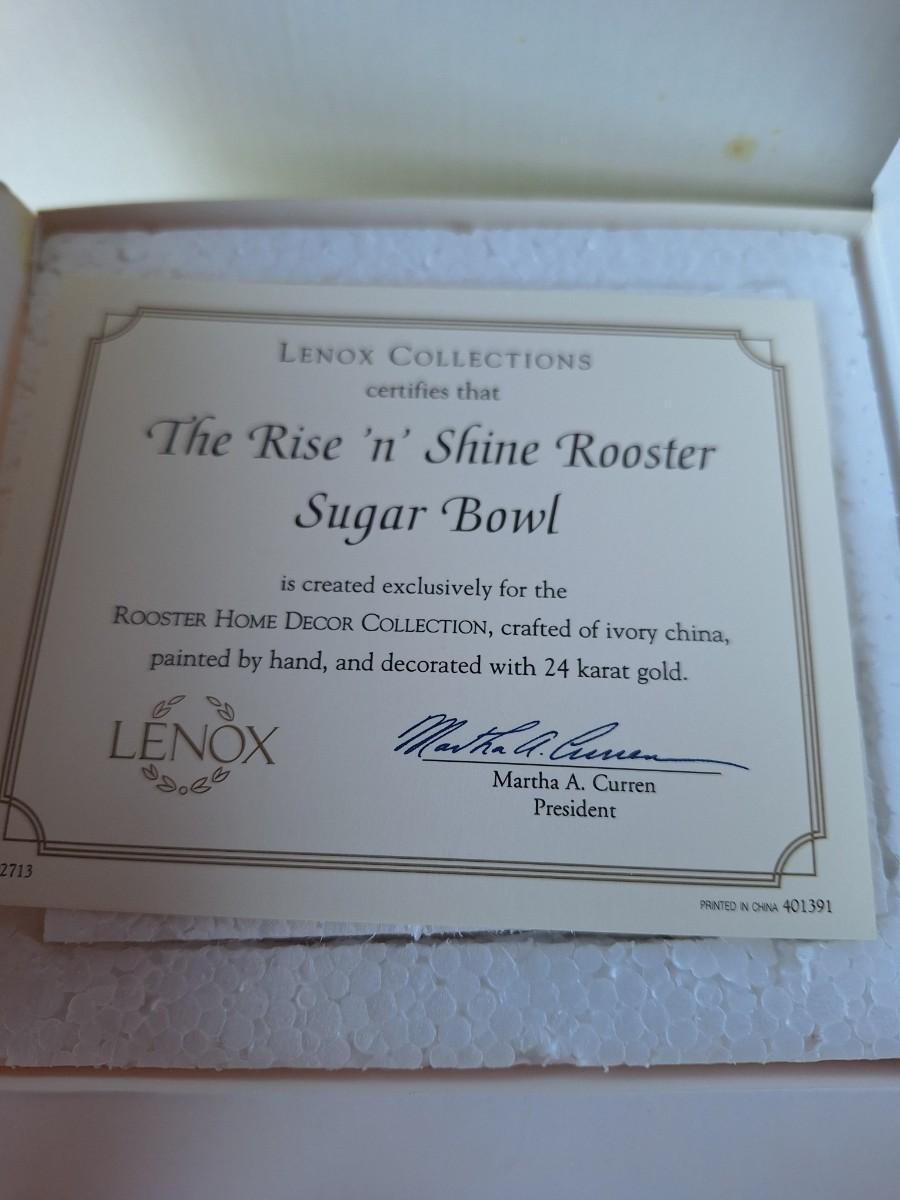 LENOX COLLECTIONS
certifies that
The Rise 'n' Shine Rooster
Sugar Bowl
is created exclusively for the
ROOSTER HOME DECOR COLLECTION, crafted of ivory china,
painted by hand, and decorated with 24 karat gold.
LENOX
Martha A. Curren
Martha A. Curren
President
2713
PRINTED IN CHINA 401391